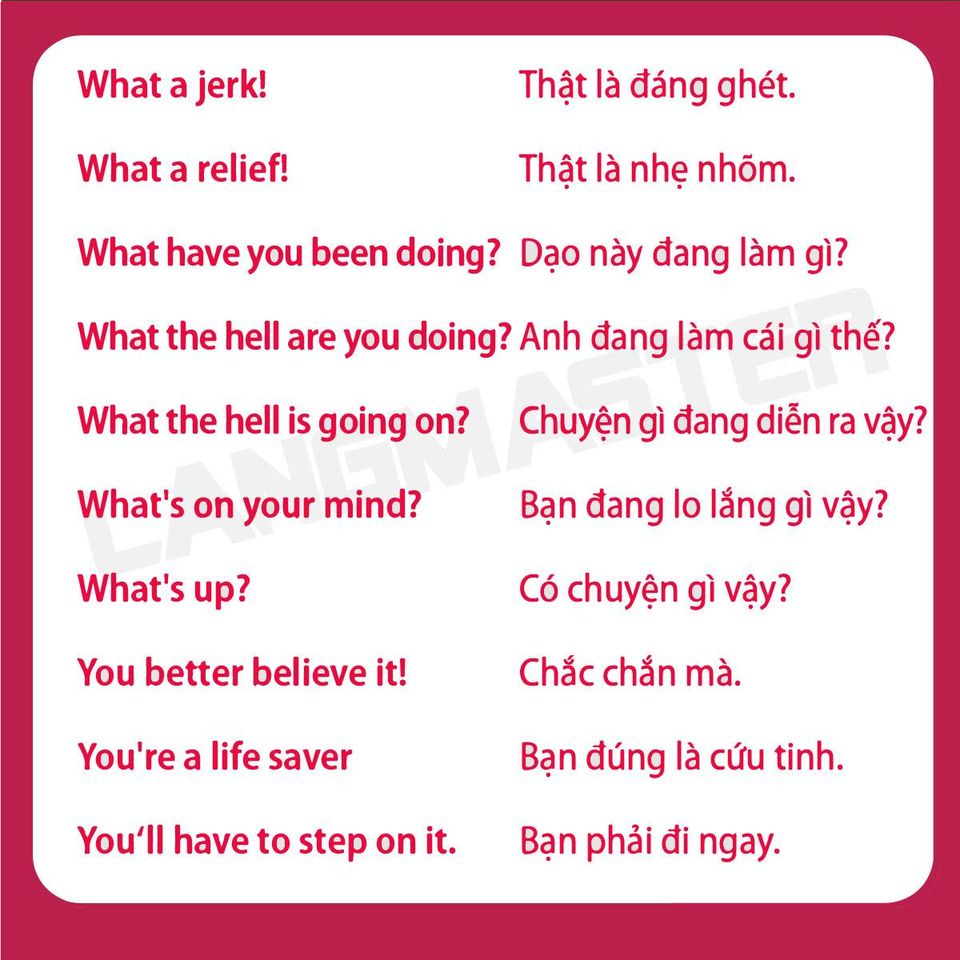 What a jerk! Thật là đáng ghét.
What a relief! Thật là nhẹ nhõm.
What have you been doing? Dạo này đang làm gì?
What the hell are you doing? Anh đang làm cái gì thế?
What the hell is going on? Chuyện gì đang diễn ra vậy?
What's on your mind? Bạn đang lo lắng gì vậy?
What's up? Có chuyện gì vậy?
You better believe it! Chắc chắn mà.
You're a life saver Bạn đúng là cứu tinh.
You‘ll have to step on it. Bạn phải đi ngay.
LANGMASTER